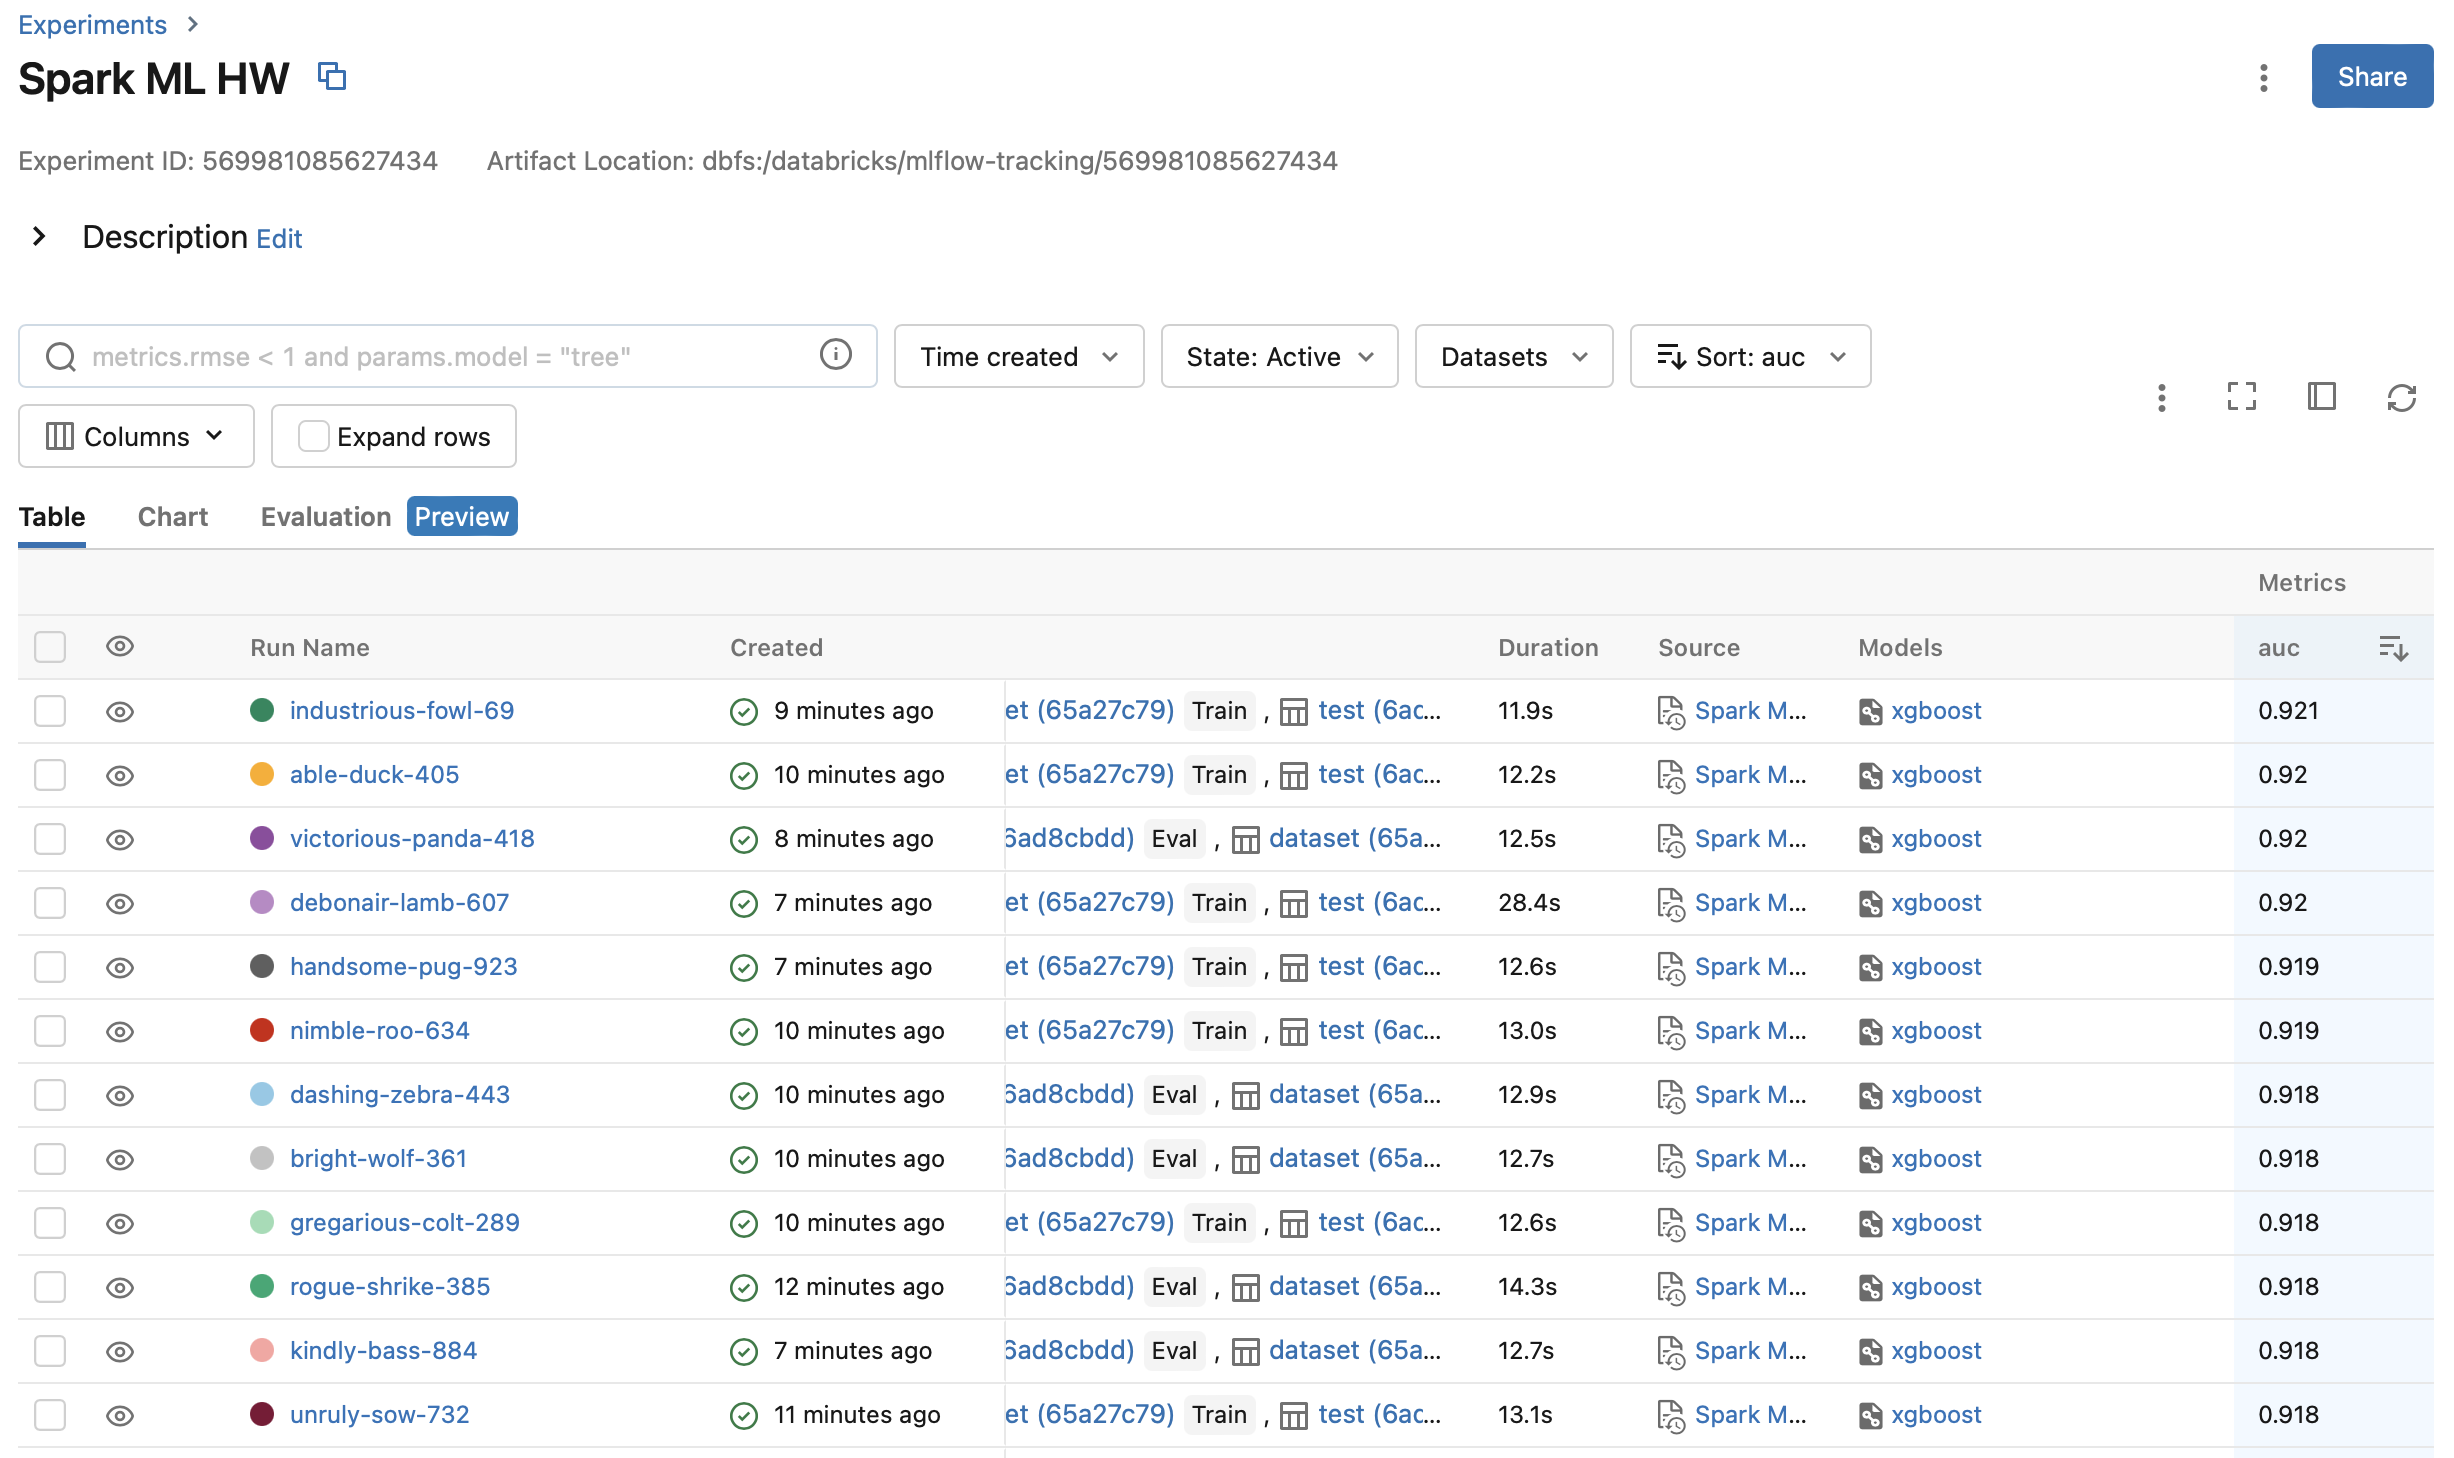 Experiments
Spark ML HW
Share
Experiment ID: 569981085627434 Artifact Location: dbfs:/databricks/mlflow-tracking/569981085627434
Description Edit
metrics.rmse < 1 and params.model = "tree" Time created State: Active Datasets Sort: auc
Columns Expand rows
Table Chart Evaluation Preview
Metrics
Run Name Created Duration Source Models auc
industrious-fowl-69 9 minutes ago et (65a27c79) Train , test (6ac... 11.9s Spark M... xgboost 0.921
able-duck-405 10 minutes ago et (65a27c79) Train , test (6ac... 12.2s Spark M... xgboost 0.92
victorious-panda-418 8 minutes ago 6ad8cbdd) Eval , dataset (65a... 12.5s Spark M... xgboost 0.92
debonair-lamb-607 7 minutes ago et (65a27c79) Train , test (6ac... 28.4s Spark M... xgboost 0.92
handsome-pug-923 7 minutes ago et (65a27c79) Train , test (6ac... 12.6s Spark M... xgboost 0.919
nimble-roo-634 10 minutes ago et (65a27c79) Train , test (6ac... 13.0s Spark M... xgboost 0.919
dashing-zebra-443 10 minutes ago 6ad8cbdd) Eval , dataset (65a... 12.9s Spark M... xgboost 0.918
bright-wolf-361 10 minutes ago 6ad8cbdd) Eval , dataset (65a... 12.7s Spark M... xgboost 0.918
gregarious-colt-289 10 minutes ago et (65a27c79) Train , test (6ac... 12.6s Spark M... xgboost 0.918
rogue-shrike-385 12 minutes ago 6ad8cbdd) Eval , dataset (65a... 14.3s Spark M... xgboost 0.918
kindly-bass-884 7 minutes ago 6ad8cbdd) Eval , dataset (65a... 12.7s Spark M... xgboost 0.918
unruly-sow-732 11 minutes ago et (65a27c79) Train , test (6ac... 13.1s Spark M... xgboost 0.918